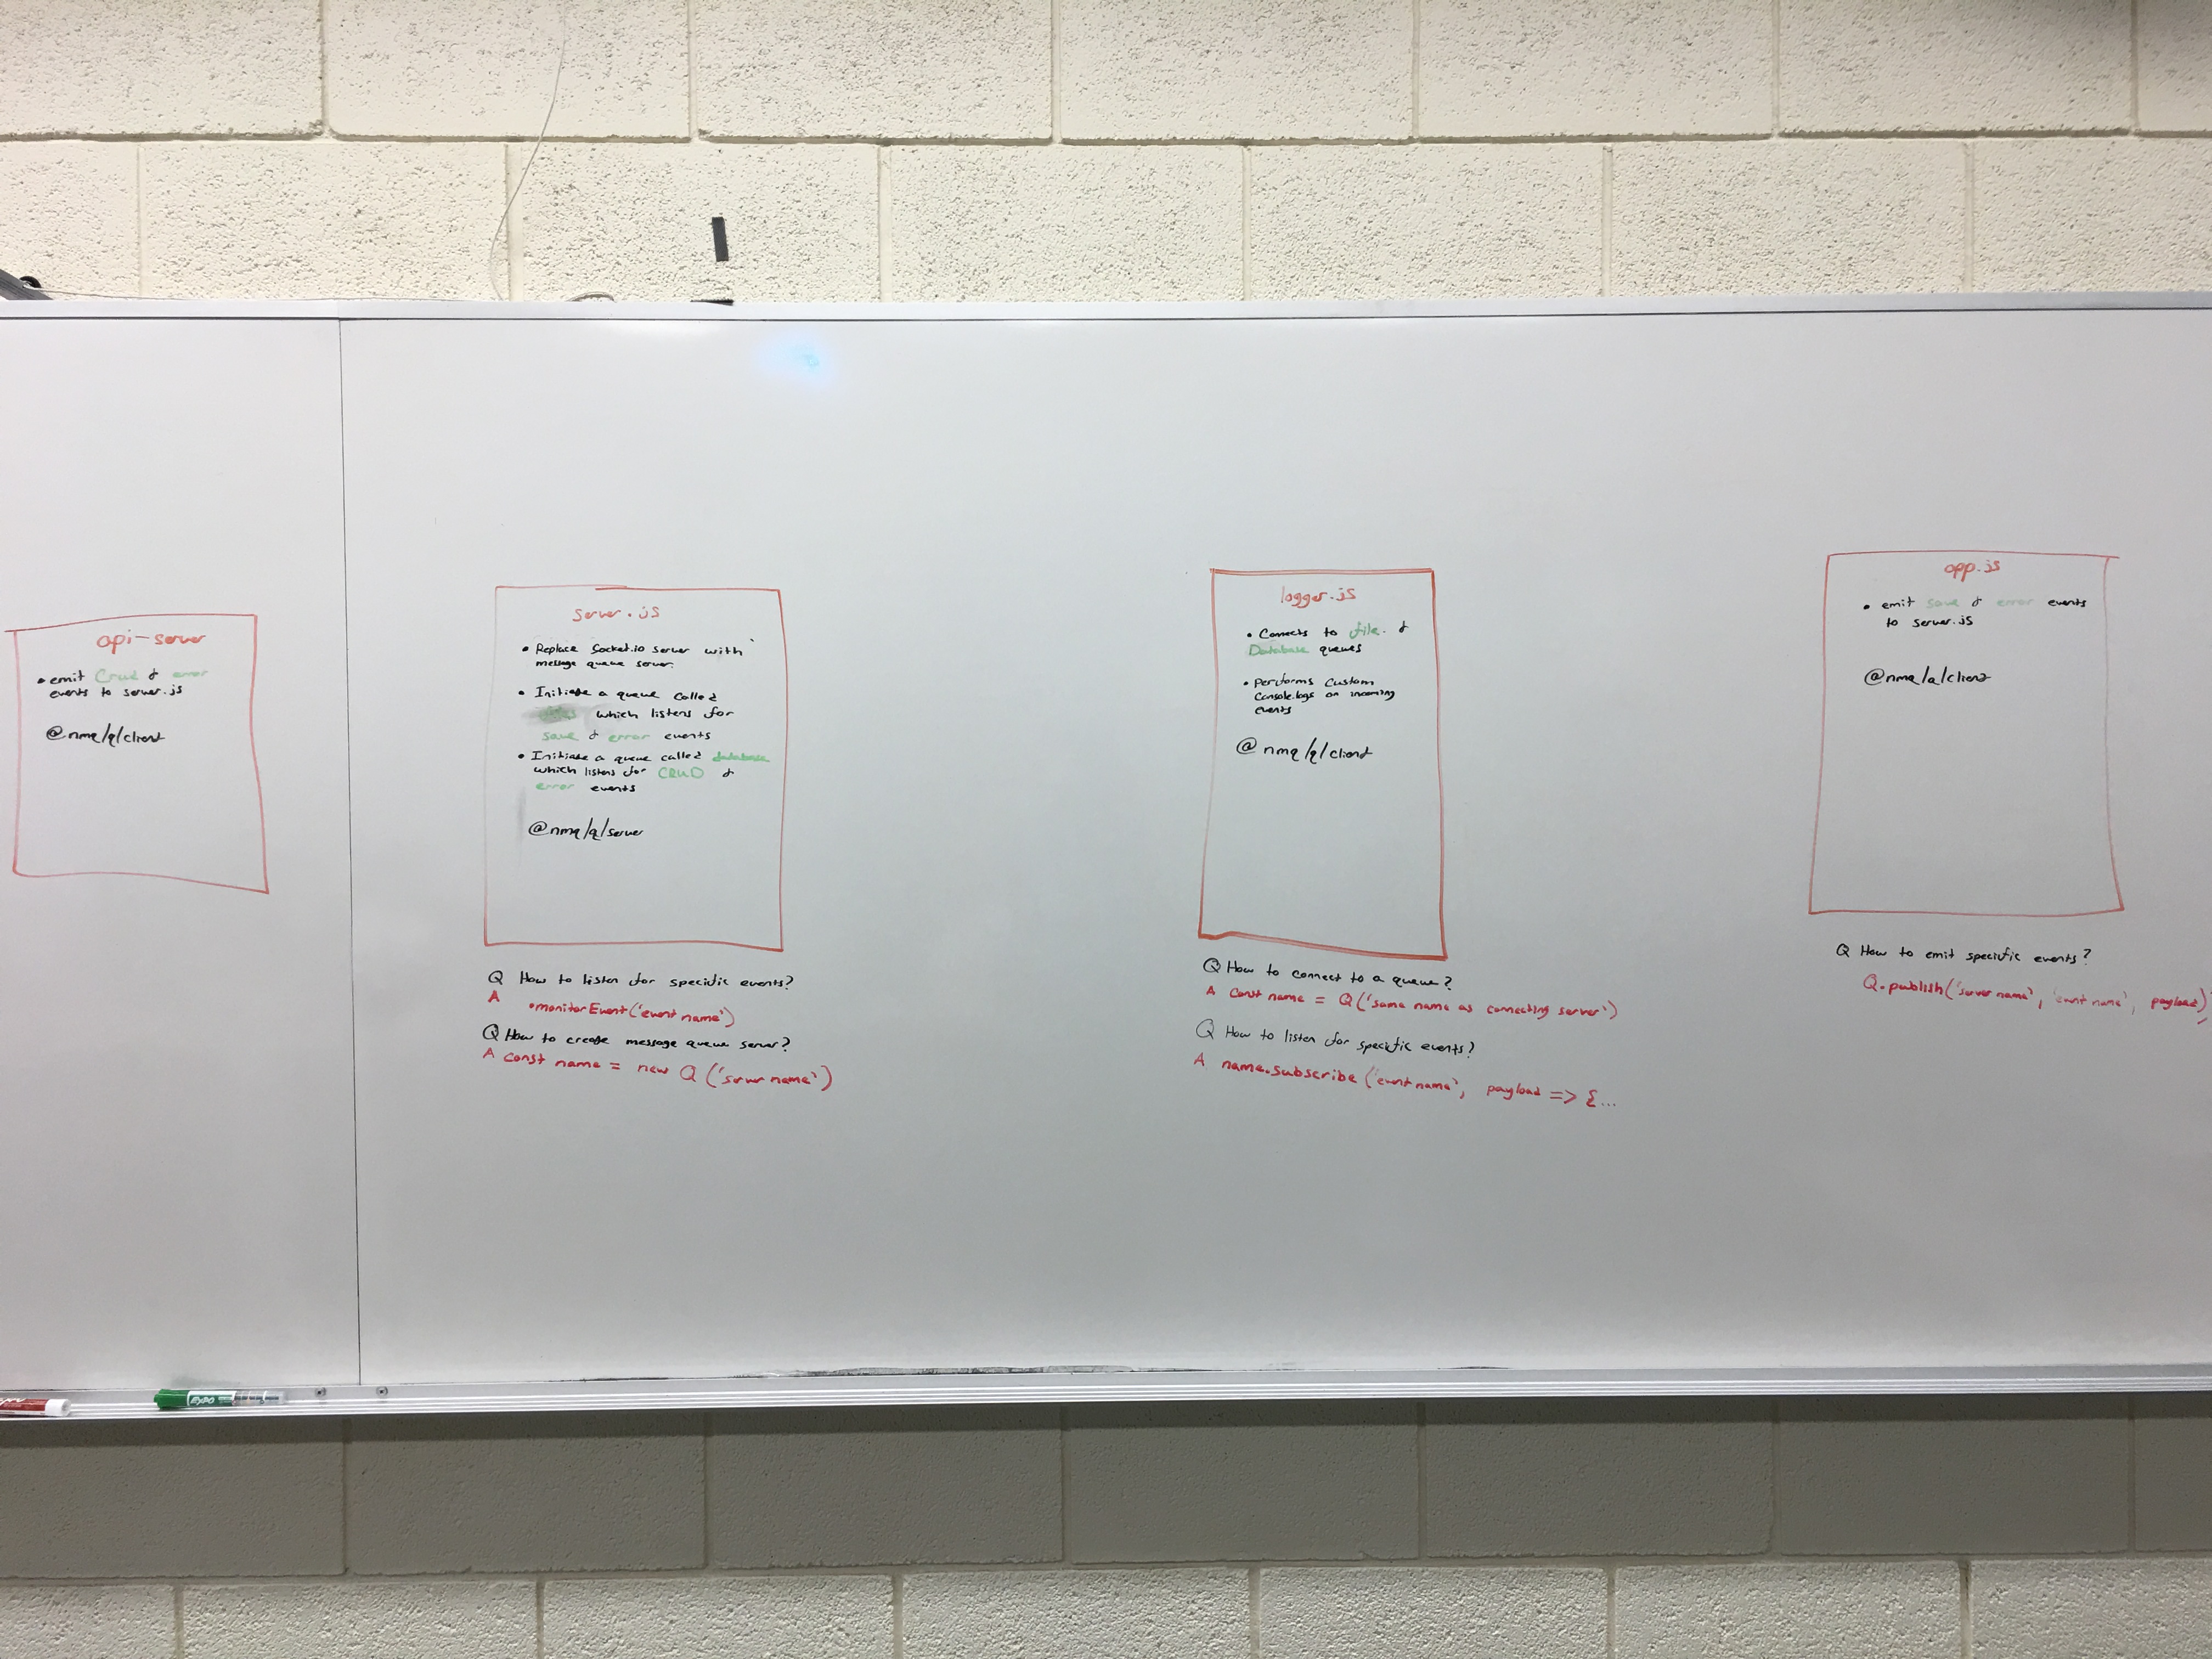 api-server
• emit Crud & error
events to server.js
@nmq/q/client
server.js
• Replace Socket.io server with
message queue server.
• Initiate a queue called
which listens for
save & error events
• Initiate a queue called database
which listens for CRUD &
error events
@nmq/q/server
Q How to listen for specific events?
A
•monitorEvent('event name')
Q How to create message queue server?
A const name = new Q ('server name')
logger.js
• Connects to file &
Database queues
• performs custom
console.logs on incoming
events
@nmq/q/client
Q How to connect to a queue?
A const name = Q('same name as connecting server')
Q How to listen for specific events?
A name.subscribe ('event name', payload => {...
app.js
• emit save & error events
to server.js
@nmq/q/client
Q How to emit specific events?
Q.publish('server name', 'event name', payload)
EXPO